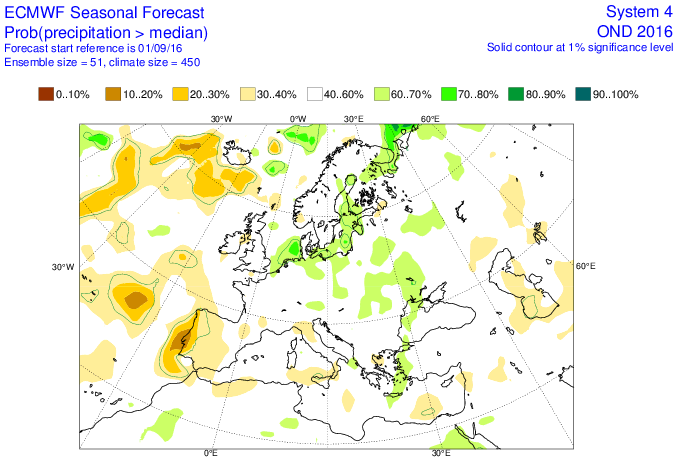 ECMWF Seasonal Forecast
System 4
Prob(precipitation > median)
OND 2016
Forecast start reference is 01/09/16
Solid contour at 1% significance level
Ensemble size = 51, climate size = 450
0..10% 10..20% 20..30% 30..40% 40..60% 60..70% 70..80% 80..90% 90..100%
30°W 0°W 30°E 60°E
30°W 60°E
0°E 30°E